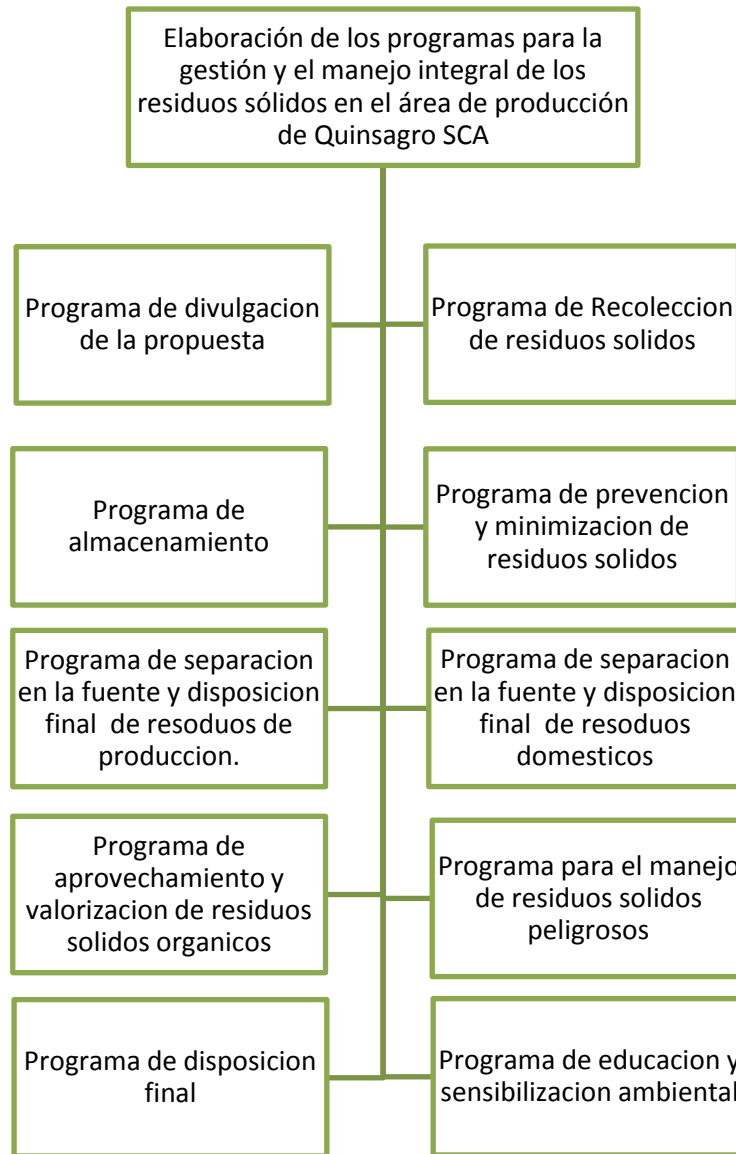 Elaboración de los programas para la
gestión y el manejo integral de los
residuos sólidos en el área de producción
de Quinsagro SCA
Programa de divulgacion
de la propuesta
Programa de Recoleccion
de residuos solidos
Programa de
almacenamiento
Programa de prevencion
y minimizacion de
residuos solidos
Programa de separacion
en la fuente y disposicion
final de resoduos de
produccion.
Programa de separacion
en la fuente y disposicion
final de resoduos
domesticos
Programa de
aprovechamiento y
valorizacion de residuos
solidos organicos
Programa para el manejo
de residuos solidos
peligrosos
Programa de disposicion
final
Programa de educacion y
sensibilizacion ambiental